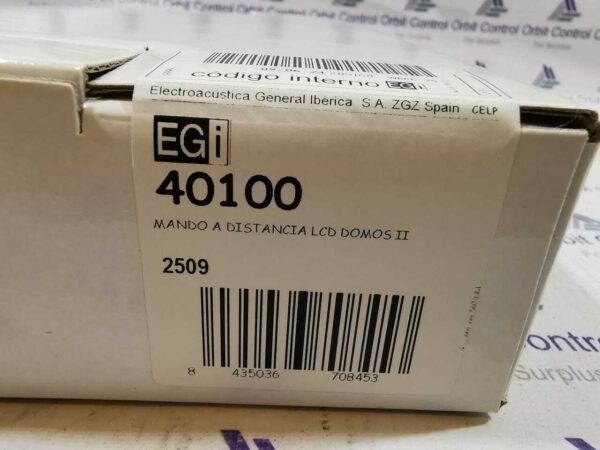 Orbit Control
código interno EGi
Electroacustica General Iberica S.A. ZGZ Spain CELP
EGi
40100
MANDO A DISTANCIA LCD DOMOS II
2509
8 435036 708453
Control
Surplus